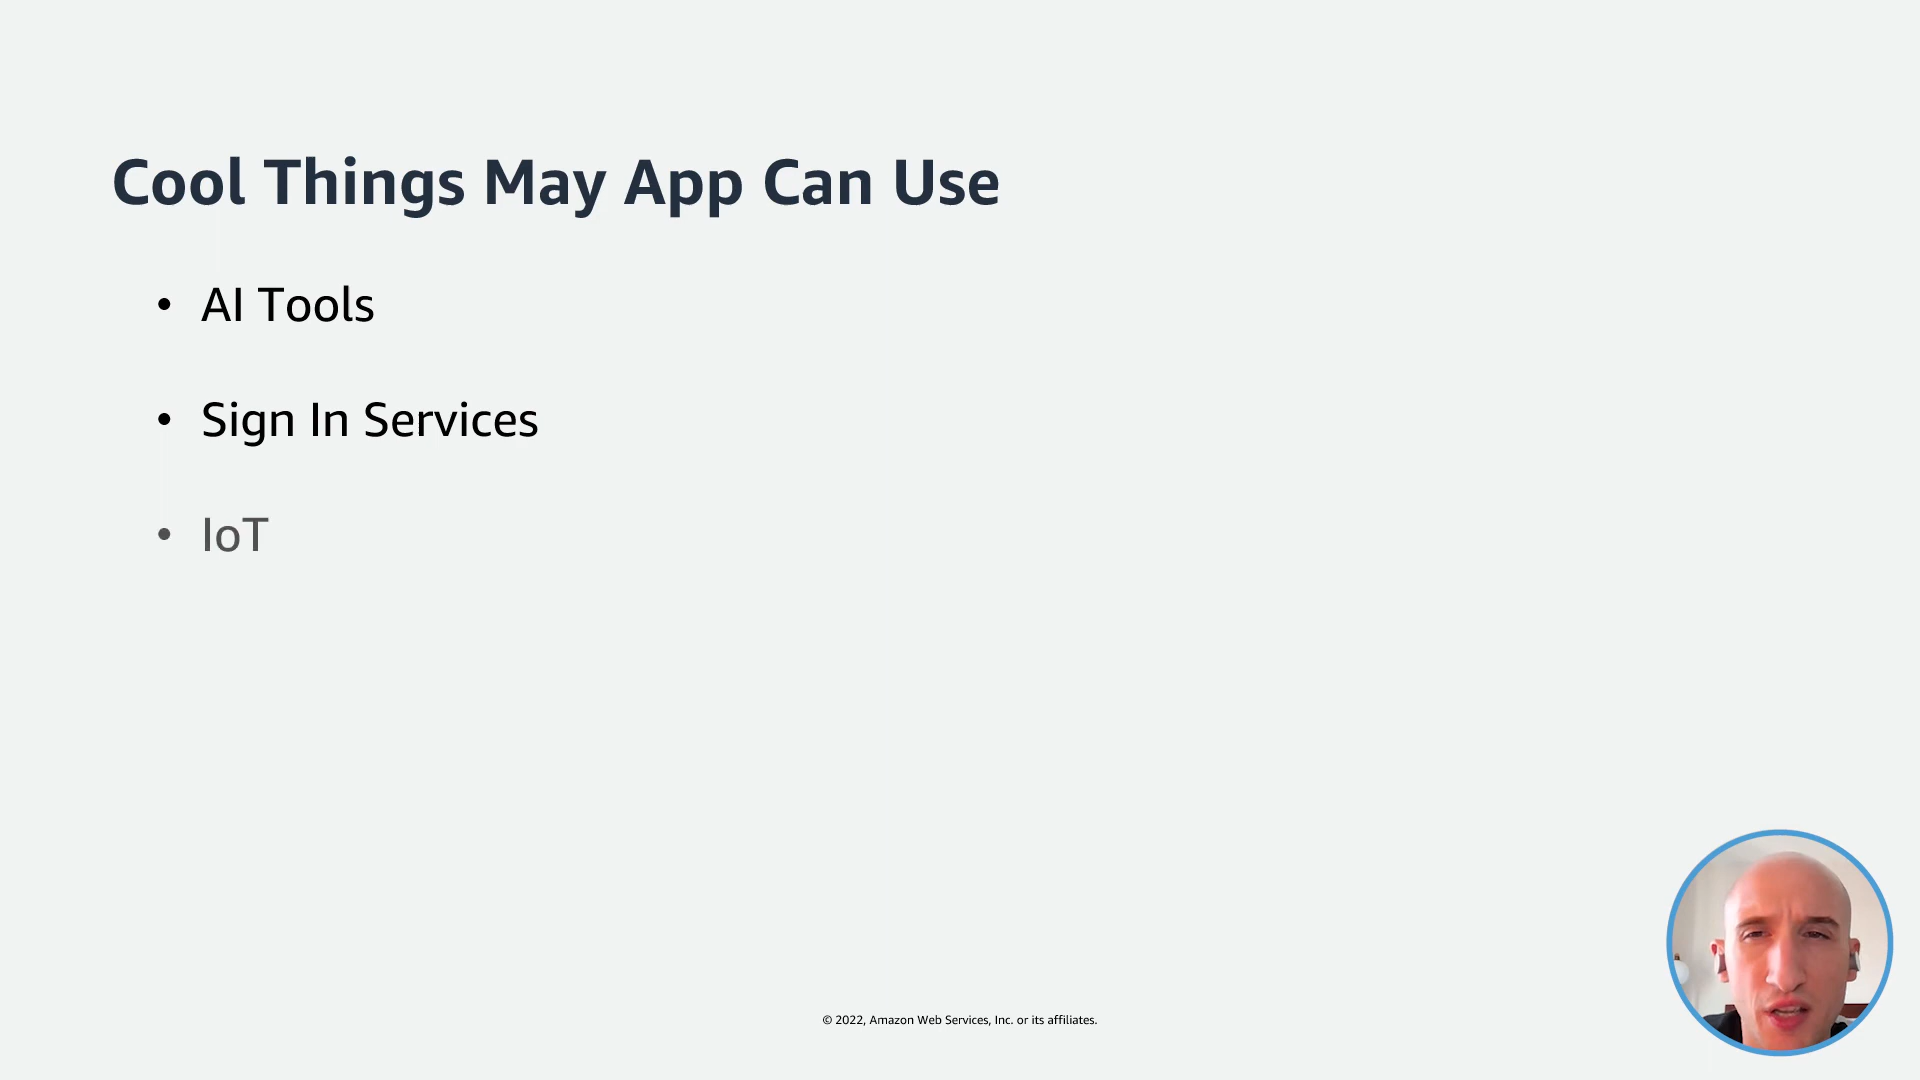 Cool Things May App Can Use
• AI Tools
• Sign In Services
• IoT
© 2022, Amazon Web Services, Inc. or its affiliates.